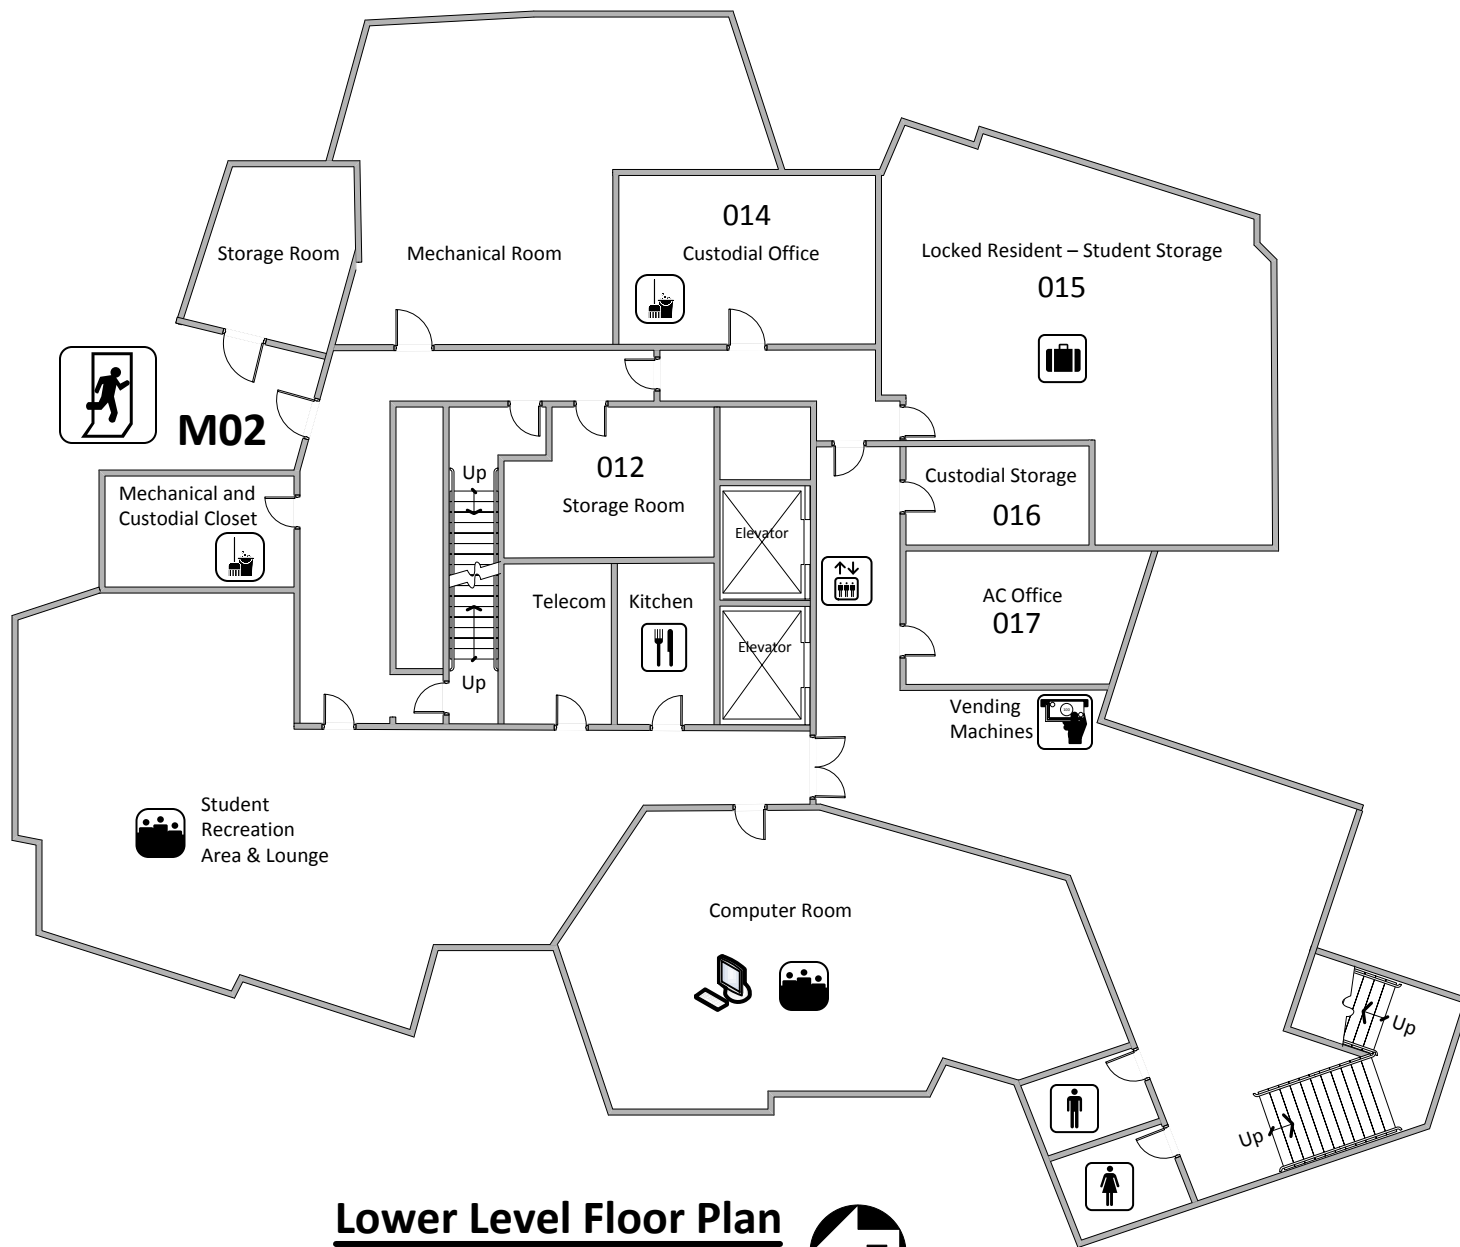 014
Storage Room
Mechanical Room
Custodial Office
Locked Resident – Student Storage
015
M02
Up
012
Storage Room
Mechanical and
Custodial Closet
Custodial Storage
016
Elevator
Telecom
Kitchen
AC Office
017
Elevator
Up
Vending
Machines
Student
Recreation
Area & Lounge
Computer Room
Up
Up
Lower Level Floor Plan